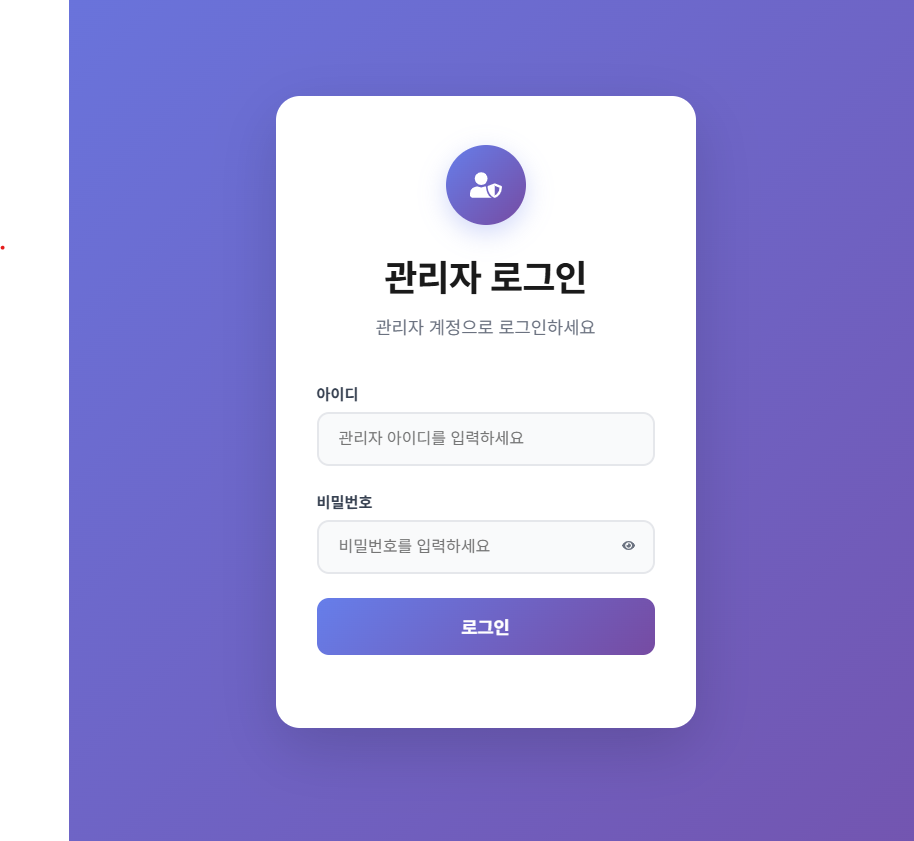 관리자 로그인
관리자 계정으로 로그인하세요
아이디
관리자 아이디를 입력하세요
비밀번호
비밀번호를 입력하세요
로그인